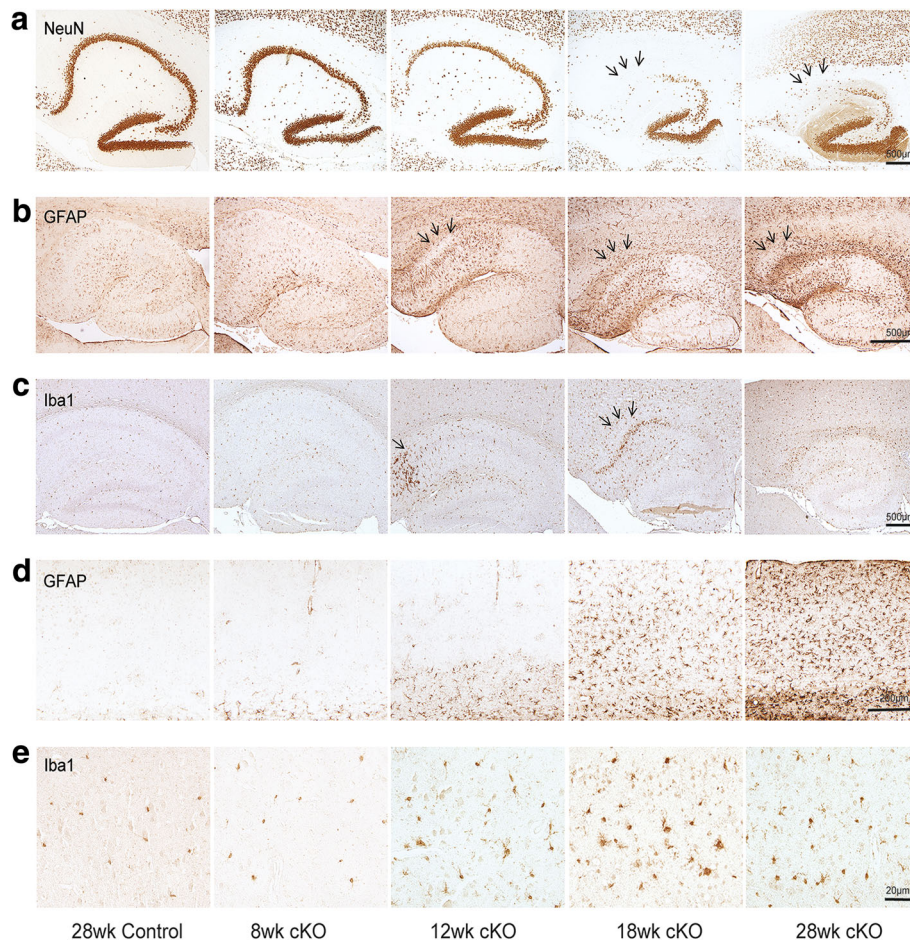 a
NeuN
500µm
b
GFAP
500µm
c
Iba1
500µm
d
GFAP
200µm
e
Iba1
20µm
28wk Control 8wk cKO 12wk cKO 18wk cKO 28wk cKO